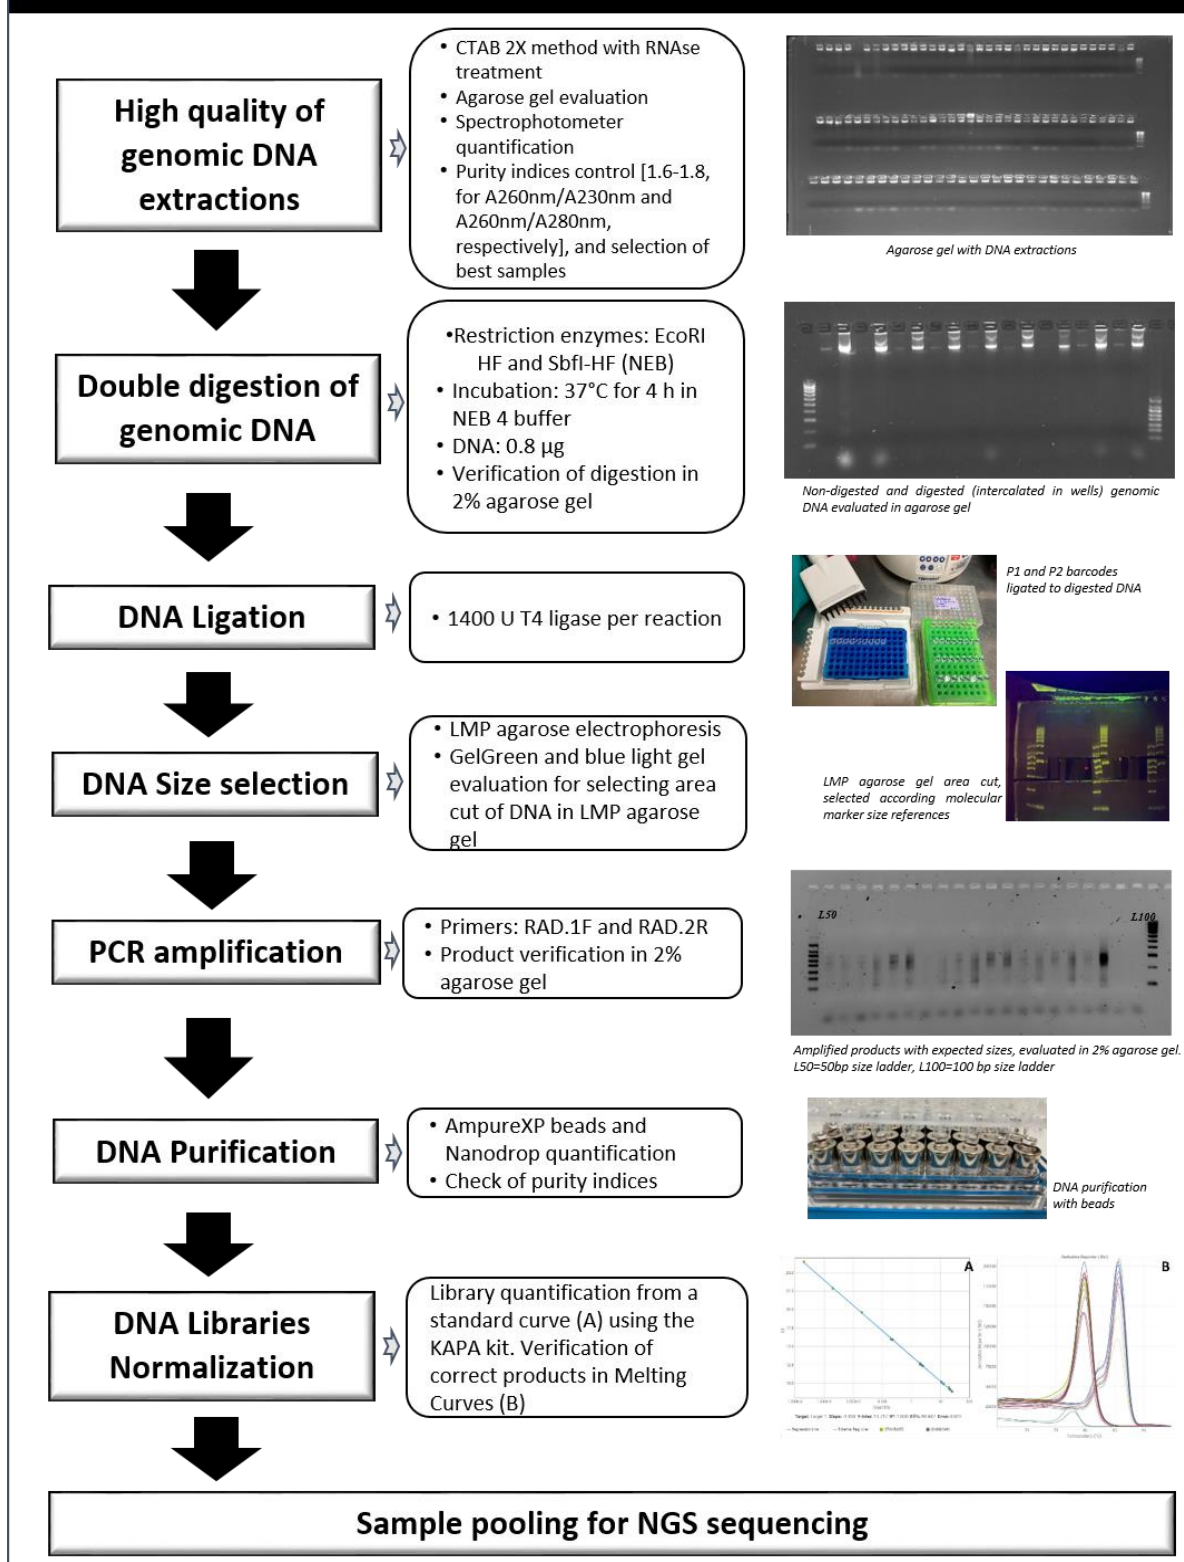 High quality of
genomic DNA
extractions
• CTAB 2X method with RNAse
treatment
• Agarose gel evaluation
• Spectrophotometer
quantification
• Purity indices control [1.6-1.8,
for A260nm/A230nm and
A260nm/A280nm,
respectively], and selection of
best samples
Agarose gel with DNA extractions
Double digestion of
genomic DNA
•Restriction enzymes: EcoRI
HF and SbfI-HF (NEB)
• Incubation: 37°C for 4 h in
NEB 4 buffer
• DNA: 0.8 µg
• Verification of digestion in
2% agarose gel
Non-digested and digested (intercalated in wells) genomic
DNA evaluated in agarose gel
DNA Ligation
• 1400 U T4 ligase per reaction
P1 and P2 barcodes
ligated to digested DNA
DNA Size selection
• LMP agarose electrophoresis
• GelGreen and blue light gel
evaluation for selecting area
cut of DNA in LMP agarose
gel
LMP agarose gel area cut,
selected according molecular
marker size references
PCR amplification
• Primers: RAD.1F and RAD.2R
• Product verification in 2%
agarose gel
L50
L100
Amplified products with expected sizes, evaluated in 2% agarose gel.
L50=50bp size ladder, L100=100 bp size ladder
DNA Purification
• AmpureXP beads and
Nanodrop quantification
• Check of purity indices
DNA purification
with beads
DNA Libraries
Normalization
Library quantification from a
standard curve (A) using the
KAPA kit. Verification of
correct products in Melting
Curves (B)
A
B
Sample pooling for NGS sequencing